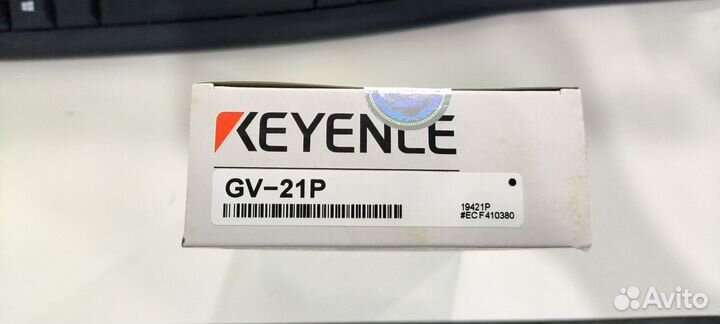 KEYENCE
GV-21P
19421P
#ECF410380
Avito